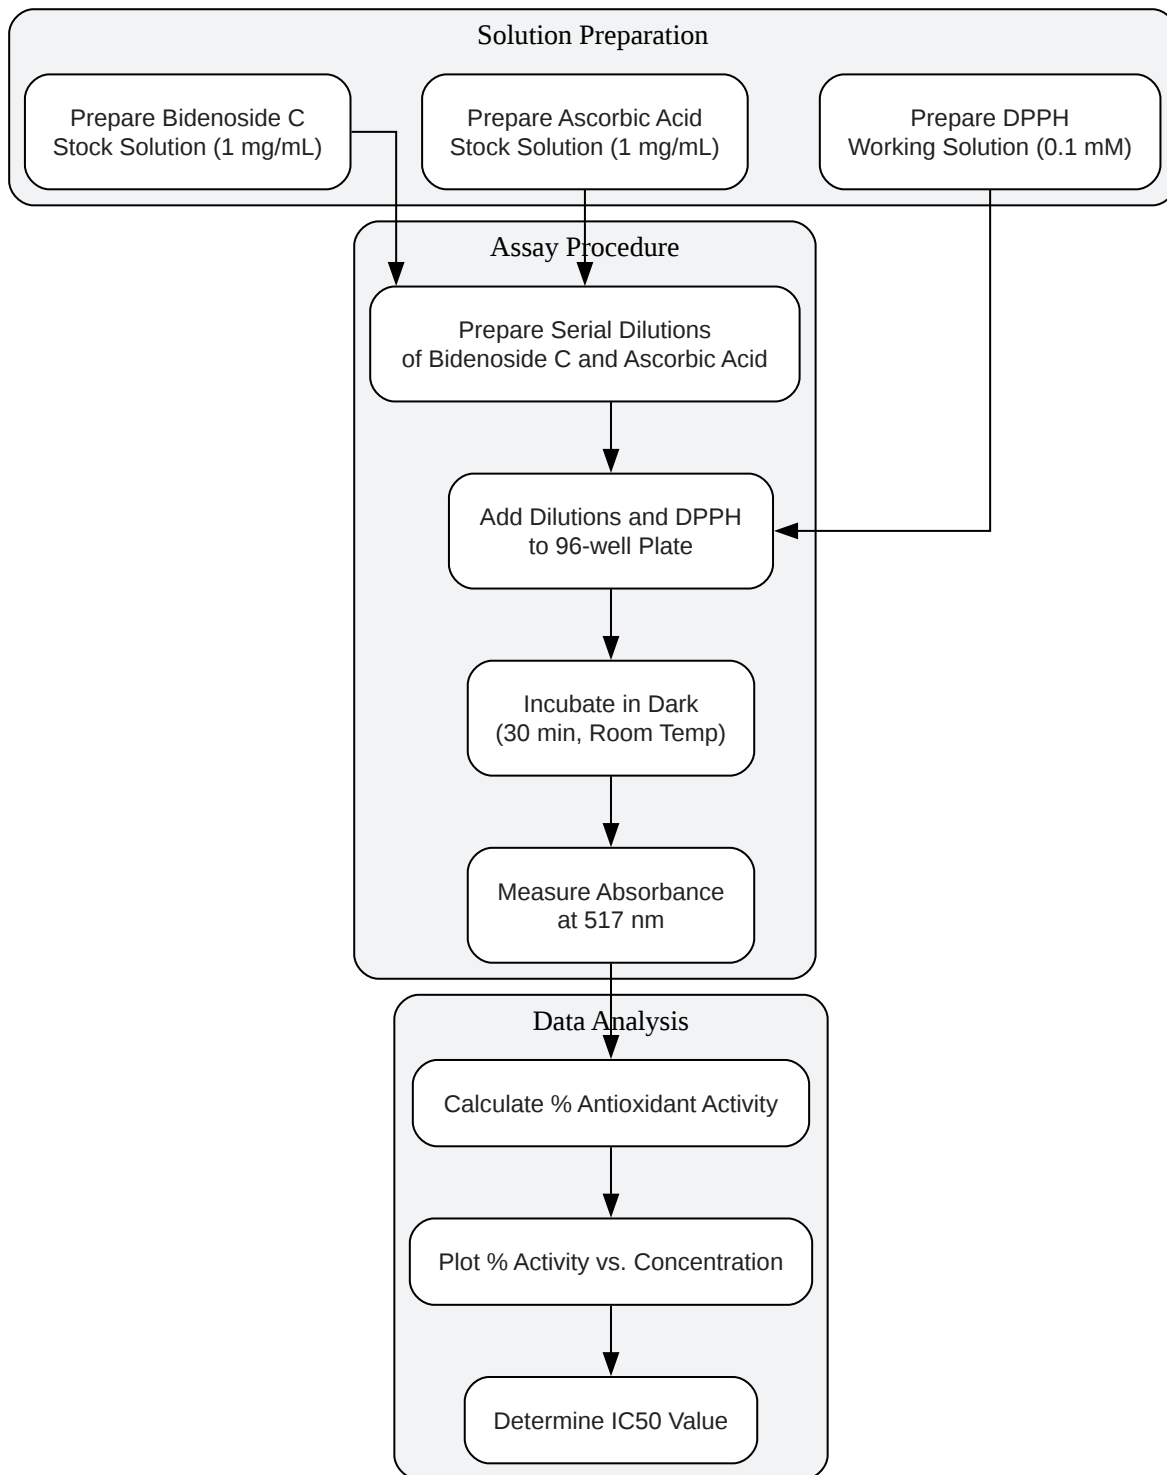 Solution Preparation
Prepare Bidenoside C
Stock Solution (1 mg/mL)
Prepare Ascorbic Acid
Stock Solution (1 mg/mL)
Prepare DPPH
Working Solution (0.1 mM)
Assay Procedure
Prepare Serial Dilutions
of Bidenoside C and Ascorbic Acid
Add Dilutions and DPPH
to 96-well Plate
Incubate in Dark
(30 min, Room Temp)
Measure Absorbance
at 517 nm
Data Analysis
Calculate % Antioxidant Activity
Plot % Activity vs. Concentration
Determine IC50 Value